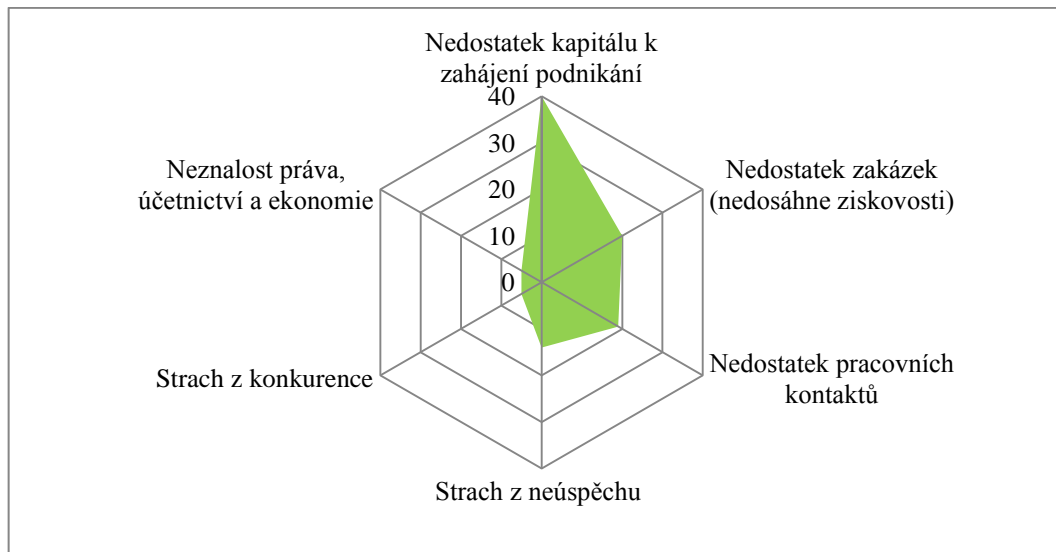 Nedostatek kapitálu k
zahájení podnikání
40
30
20
10
0
Neznalost práva,
účetnictví a ekonomie
Nedostatek zakázek
(nedosáhne ziskovosti)
Strach z konkurence
Nedostatek pracovních
kontaktů
Strach z neúspěchu